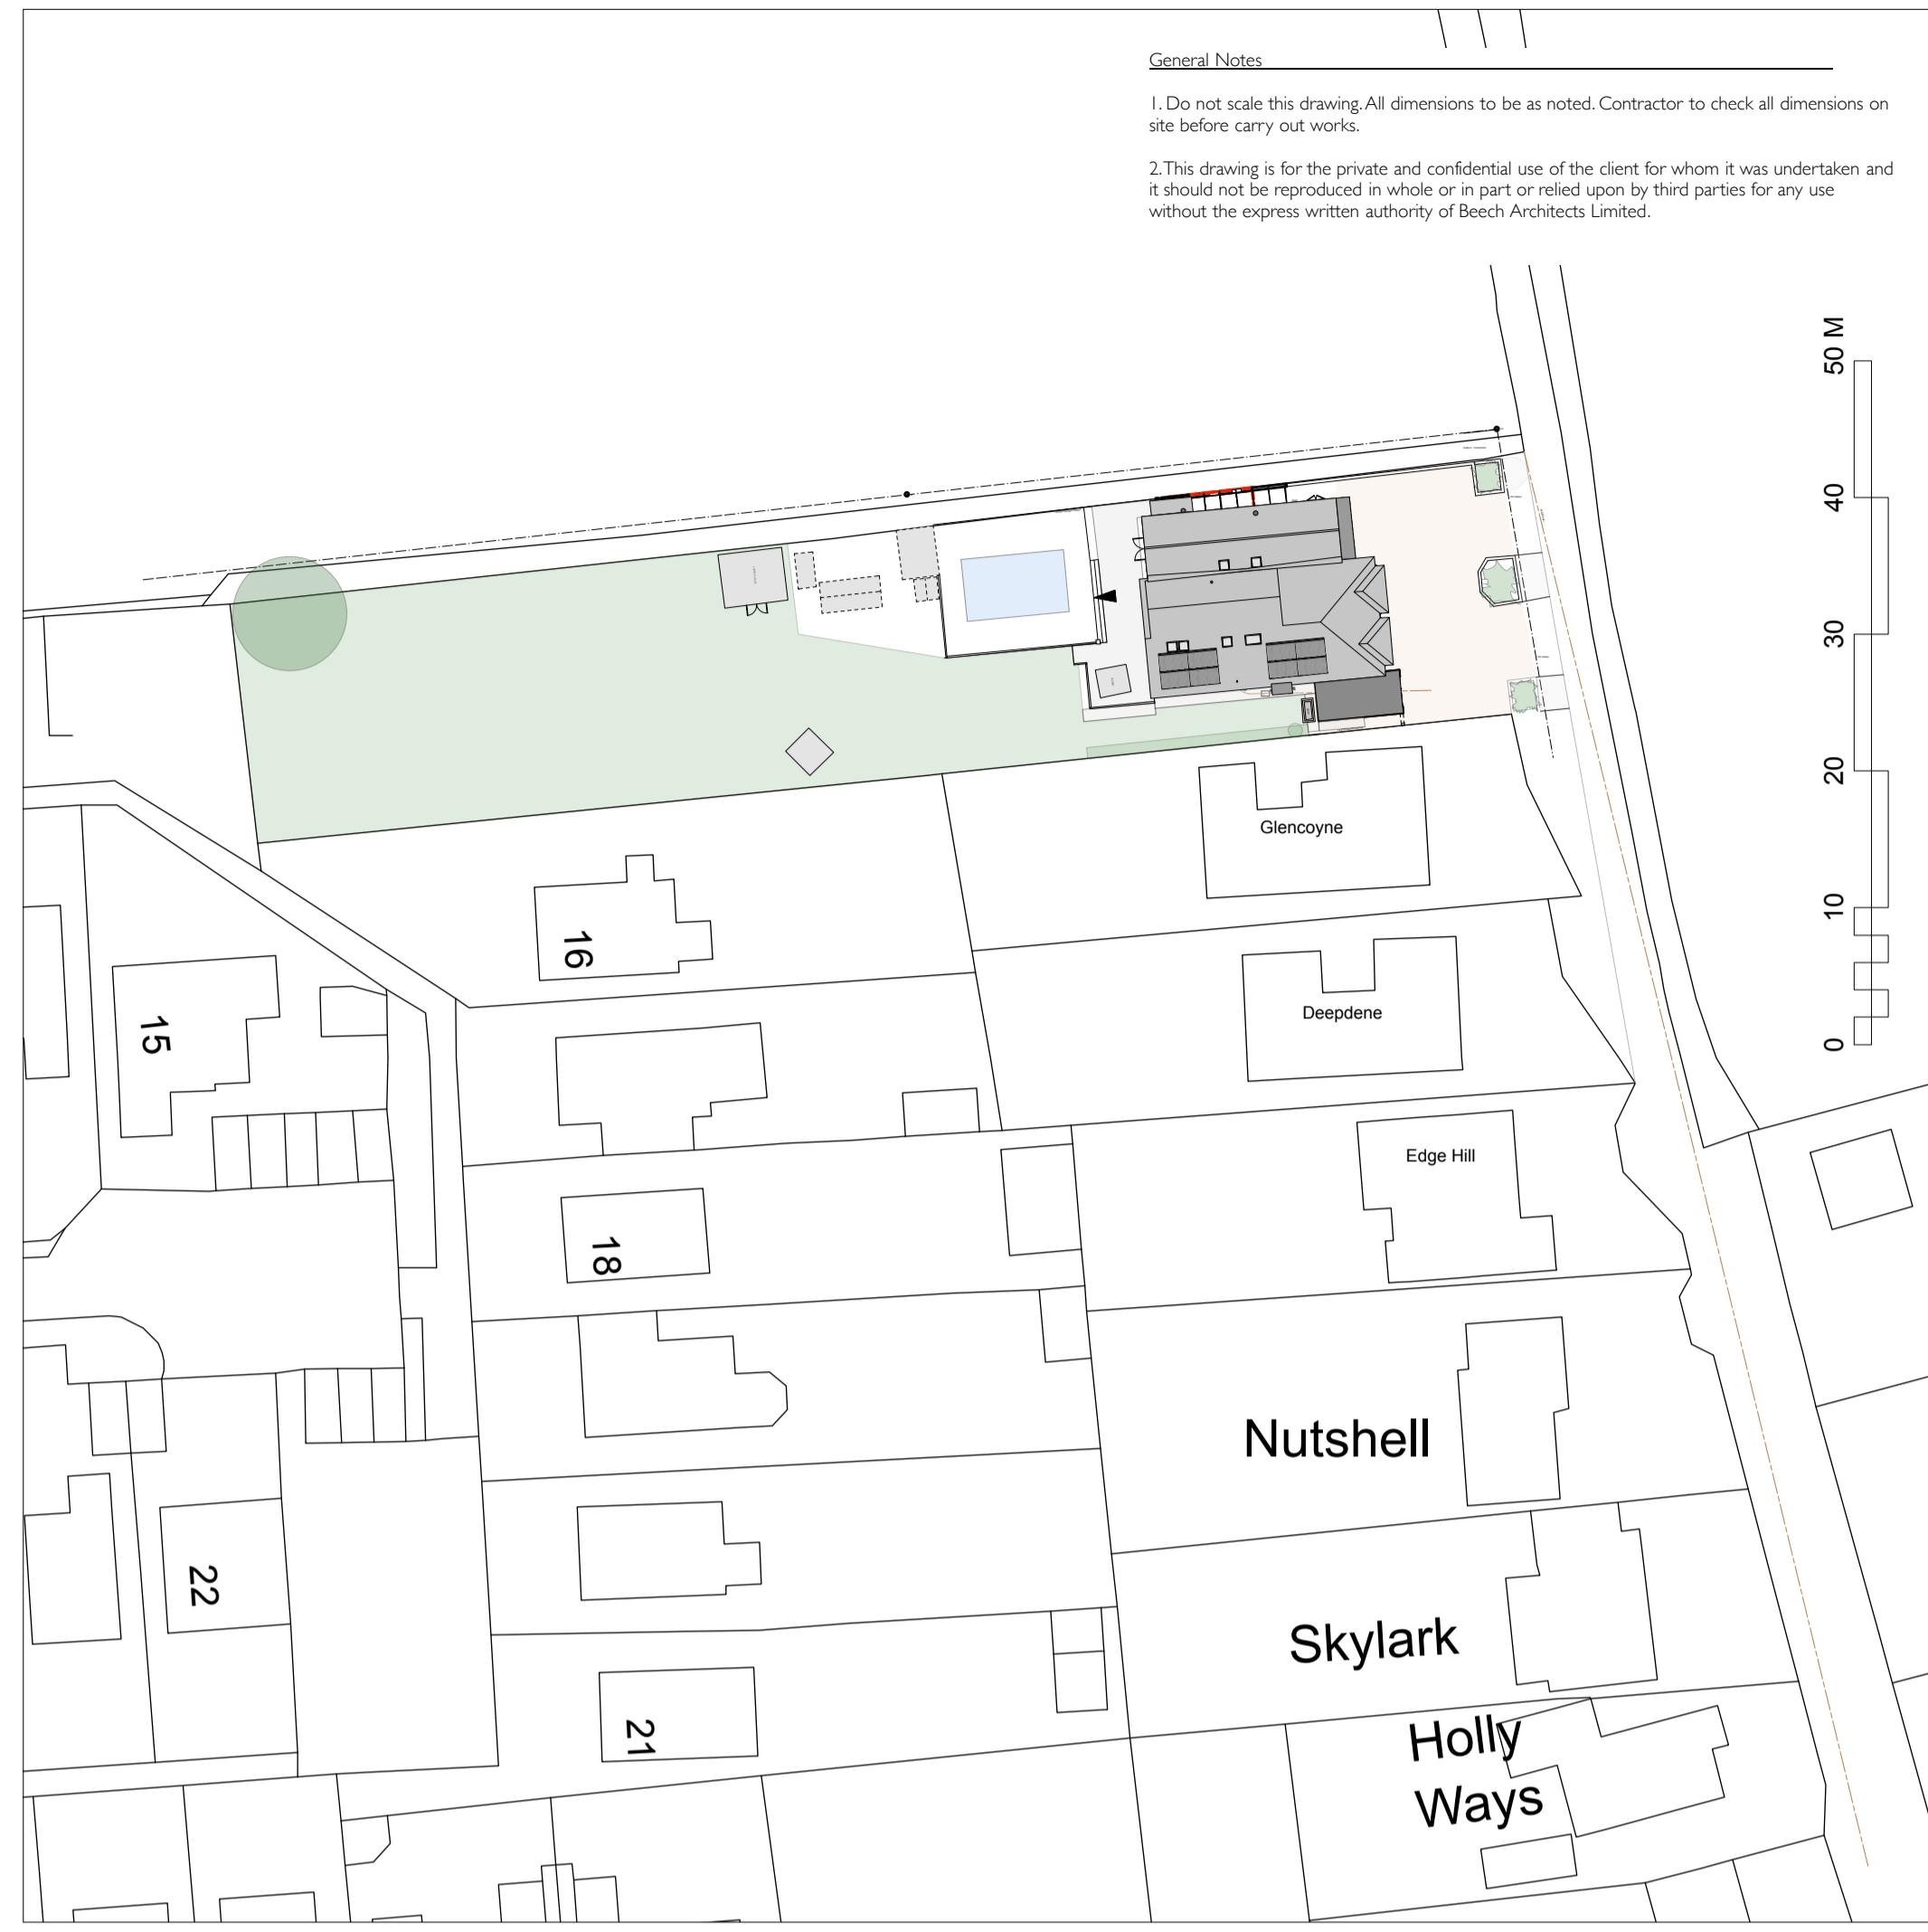 General Notes
1. Do not scale this drawing. All dimensions to be as noted. Contractor to check all dimensions on
site before carry out works.
2. This drawing is for the private and confidential use of the client for whom it was undertaken and
it should not be reproduced in whole or in part or relied upon by third parties for any use
without the express written authority of Beech Architects Limited.
50 M
40
30
20
10
0
Glencoyne
16
Deepdene
15
Edge Hill
18
Nutshell
22
Skylark
21
Holly
Ways